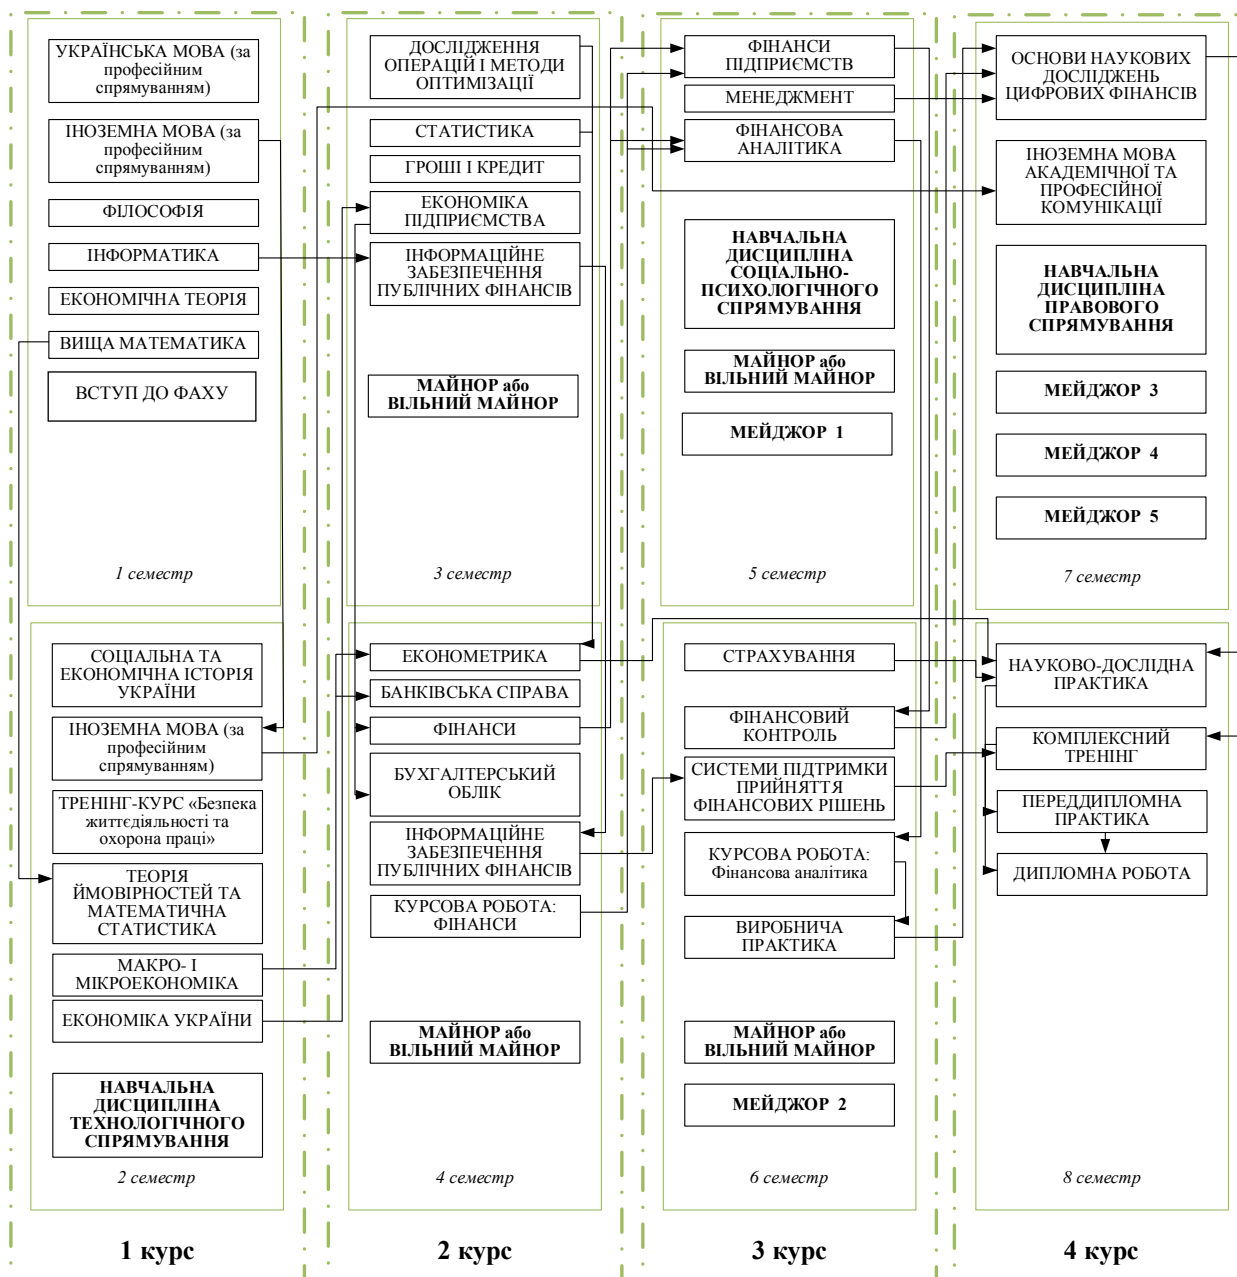 УКРАЇНСЬКА МОВА (за
професійним
спрямуванням)
ІНОЗЕМНА МОВА (за
професійним
спрямуванням)
ФІЛОСОФІЯ
ІНФОРМАТИКА
ЕКОНОМІЧНА ТЕОРІЯ
ВИЩА МАТЕМАТИКА
ВСТУП ДО ФАХУ
1 семестр
СОЦІАЛЬНА ТА
ЕКОНОМІЧНА ІСТОРІЯ
УКРАЇНИ
ІНОЗЕМНА МОВА (за
професійним
спрямуванням)
ТРЕНІНГ-КУРС «Безпека
життєдіяльності та
охорона праці»
ТЕОРІЯ
ЙМОВІРНОСТЕЙ ТА
МАТЕМАТИЧНА
СТАТИСТИКА
МАКРО- І
МІКРОЕКОНОМІКА
ЕКОНОМІКА УКРАЇНИ
НАВЧАЛЬНА
ДИСЦИПЛІНА
ТЕХНОЛОГІЧНОГО
СПРЯМУВАННЯ
2 семестр
1 курс
ДОСЛІДЖЕННЯ
ОПЕРАЦІЙ І МЕТОДИ
ОПТИМІЗАЦІЇ
СТАТИСТИКА
ГРОШІ І КРЕДИТ
ЕКОНОМІКА
ПІДПРИЄМСТВА
ІНФОРМАЦІЙНЕ
ЗАБЕЗПЕЧЕННЯ
ПУБЛІЧНИХ ФІНАНСІВ
МАЙНОР або
ВІЛЬНИЙ МАЙНОР
3 семестр
ЕКОНОМЕТРИКА
БАНКІВСЬКА СПРАВА
ФІНАНСИ
БУХГАЛТЕРСЬКИЙ
ОБЛІК
ІНФОРМАЦІЙНЕ
ЗАБЕЗПЕЧЕННЯ
ПУБЛІЧНИХ ФІНАНСІВ
КУРСОВА РОБОТА:
ФІНАНСИ
МАЙНОР або
ВІЛЬНИЙ МАЙНОР
4 семестр
2 курс
ФІНАНСИ
ПІДПРИЄМСТВ
МЕНЕДЖМЕНТ
ФІНАНСОВА
АНАЛІТИКА
НАВЧАЛЬНА
ДИСЦИПЛІНА
СОЦІАЛЬНО-
ПСИХОЛОГІЧНОГО
СПРЯМУВАННЯ
МАЙНОР або
ВІЛЬНИЙ МАЙНОР
МЕЙДЖОР 1
5 семестр
СТРАХУВАННЯ
ФІНАНСОВИЙ
КОНТРОЛЬ
СИСТЕМИ ПІДТРИМКИ
ПРИЙНЯТТЯ
ФІНАНСОВИХ РІШЕНЬ
КУРСОВА РОБОТА:
Фінансова аналітика
ВИРОБНИЧА
ПРАКТИКА
МАЙНОР або
ВІЛЬНИЙ МАЙНОР
МЕЙДЖОР 2
6 семестр
3 курс
ОСНОВИ НАУКОВИХ
ДОСЛІДЖЕНЬ
ЦИФРОВИХ ФІНАНСІВ
ІНОЗЕМНА МОВА
АКАДЕМІЧНОЇ ТА
ПРОФЕСІЙНОЇ
КОМУНІКАЦІЇ
НАВЧАЛЬНА
ДИСЦИПЛІНА
ПРАВОВОГО
СПРЯМУВАННЯ
МЕЙДЖОР 3
МЕЙДЖОР 4
МЕЙДЖОР 5
7 семестр
НАУКОВО-ДОСЛІДНА
ПРАКТИКА
КОМПЛЕКСНИЙ
ТРЕНІНГ
ПЕРЕДДИПЛОМНА
ПРАКТИКА
ДИПЛОМНА РОБОТА
8 семестр
4 курс